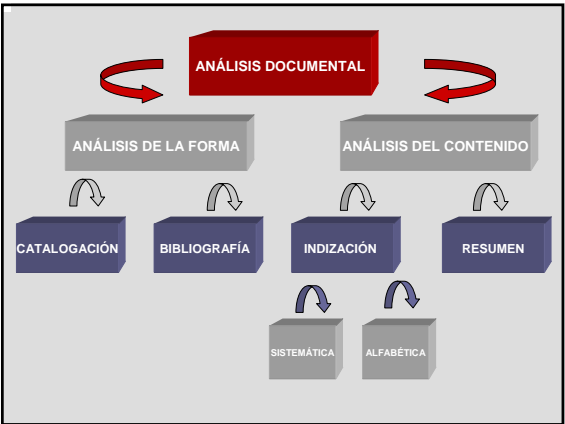 ANÁLISIS DOCUMENTAL
ANÁLISIS DE LA FORMA
ANÁLISIS DEL CONTENIDO
CATALOGACIÓN
BIBLIOGRAFÍA
INDIZACIÓN
RESUMEN
SISTEMÁTICA
ALFABÉTICA